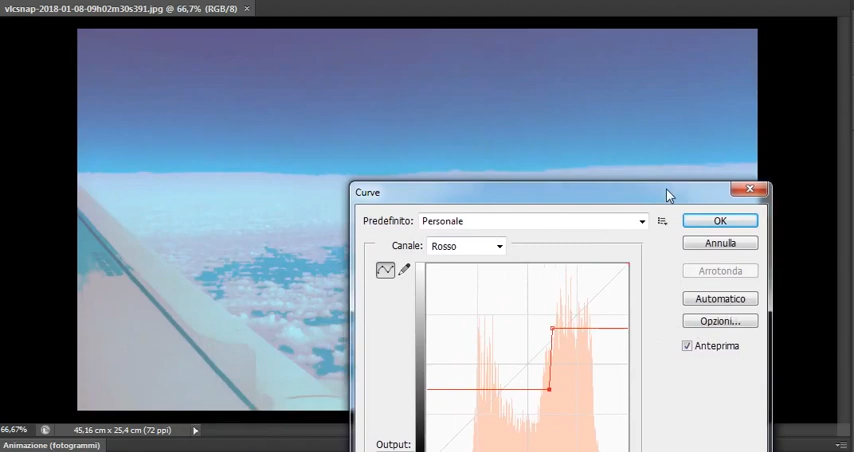 vlcsnap-2018-01-08-09h02m30s391.jpg @ 66,7% (RGB/8) ×
Curve
Predefinito: Personale
OK
Canale: Rosso
Annulla
Arrotonda
Automatico
Opzioni...
Anteprima
Output:
66,67% 45,16 cm x 25,4 cm (72 ppi)
Animazione (fotogrammi)